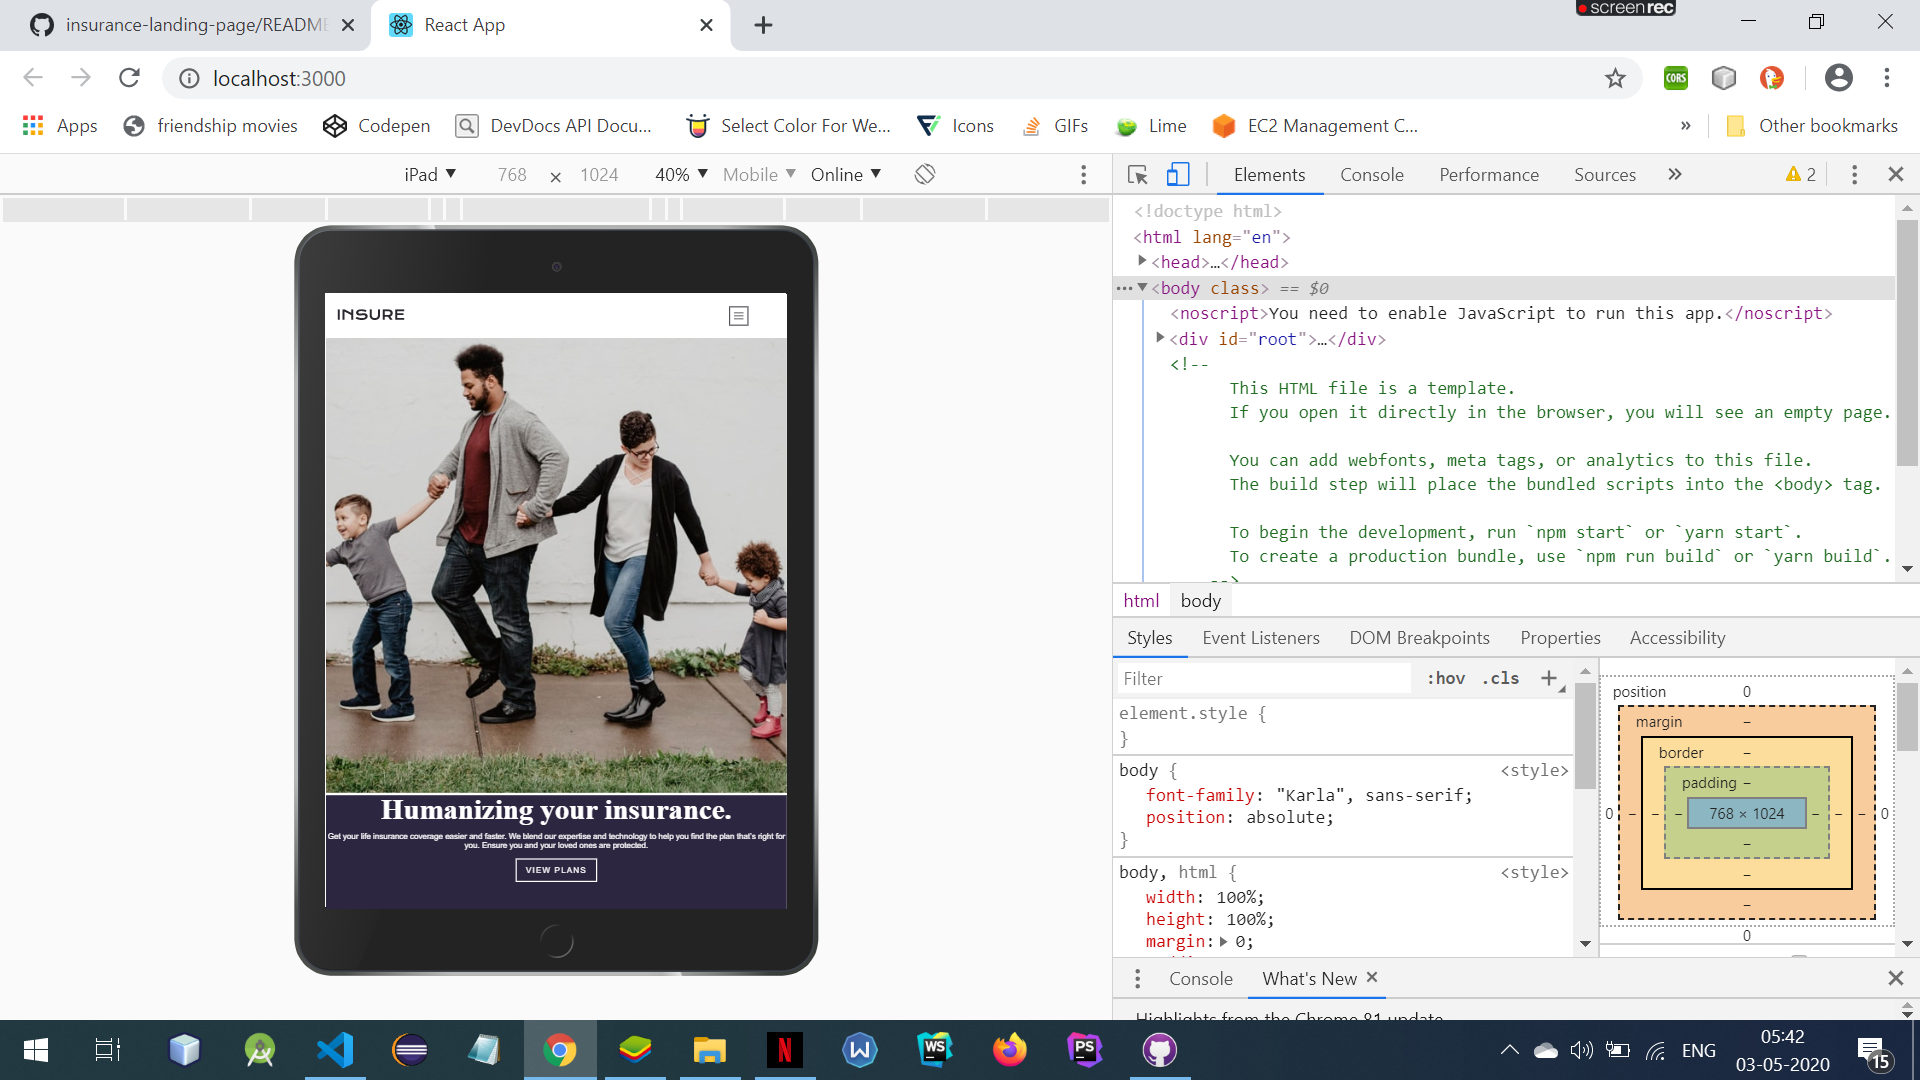 screenrec
insurance-landing-page/README
React App
localhost:3000
Apps
friendship movies
Codepen
DevDocs API Docu...
Select Color For We...
Icons
GIFs
Lime
EC2 Management C...
»
Other bookmarks
iPad ▼ 768 × 1024 40% ▼ Mobile ▼ Online ▼
Elements Console Performance Sources » 2
<!doctype html>
<html lang="en">
<head>…</head>
<body class> == $0
<noscript>You need to enable JavaScript to run this app.</noscript>
<div id="root">…</div>
<!--
This HTML file is a template.
If you open it directly in the browser, you will see an empty page.
You can add webfonts, meta tags, or analytics to this file.
The build step will place the bundled scripts into the <body> tag.
To begin the development, run `npm start` or `yarn start`.
To create a production bundle, use `npm run build` or `yarn build`.
-->
html body
Styles Event Listeners DOM Breakpoints Properties Accessibility
Filter :hov .cls +
element.style {
}
body { <style>
font-family: "Karla", sans-serif;
position: absolute;
}
body, html { <style>
width: 100%;
height: 100%;
margin: 0;
position 0
margin –
border –
padding –
0 – – – 768 × 1024 – – – 0
–
–
–
0
Console What's New ×
Highlights from the Chrome 81 update
INSURE
Humanizing your insurance.
Get your life insurance coverage easier and faster. We blend our expertise and technology to help you find the plan that's right for
you. Ensure you and your loved ones are protected.
VIEW PLANS
CORS
N
W
WS
PS
ENG
05:42
03-05-2020
15